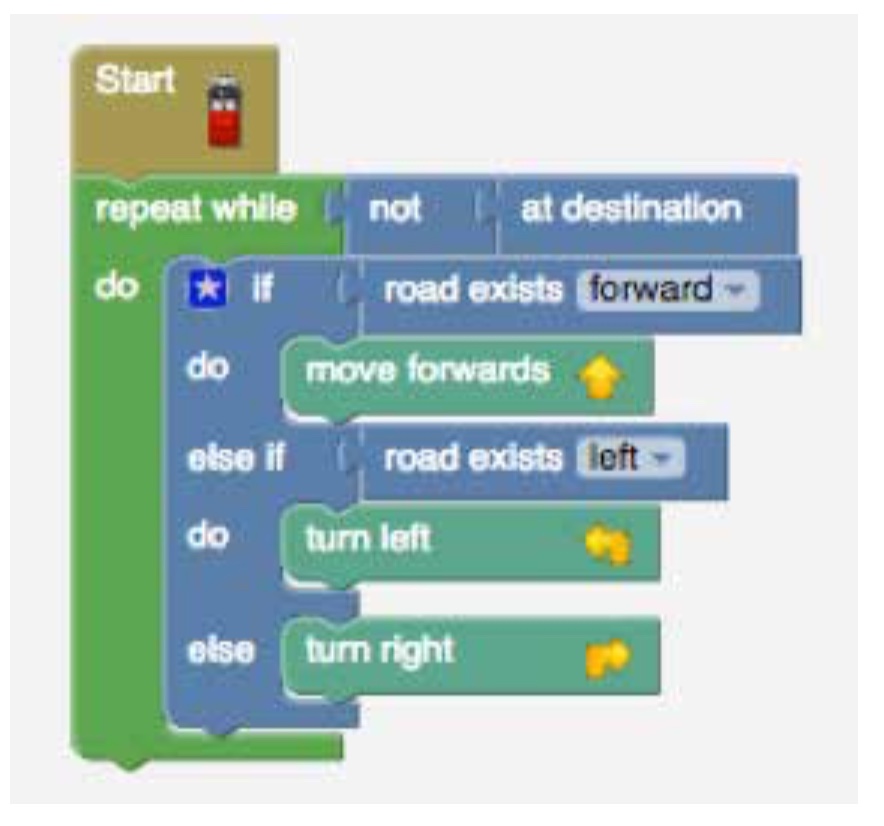 Start
repeat while not at destination
do if road exists forward
do move forwards
else if road exists left
do turn left
else turn right